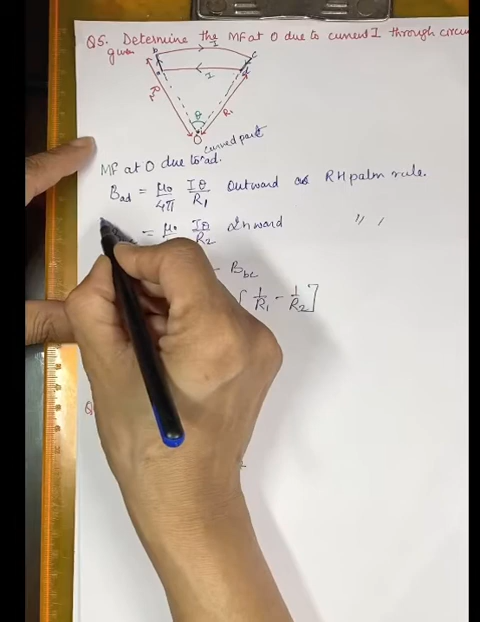 Q5. Determine the MF at O due to current I through circui
given
b I c
a I d
R2 θ R1
O
curved part
MF at O due to ad.
Bad = μ0/4π Iθ/R1 Outward as RH palm rule.
= μ0 Iθ/R2 Inward " "
- Bbc
[1/R1 - 1/R2]